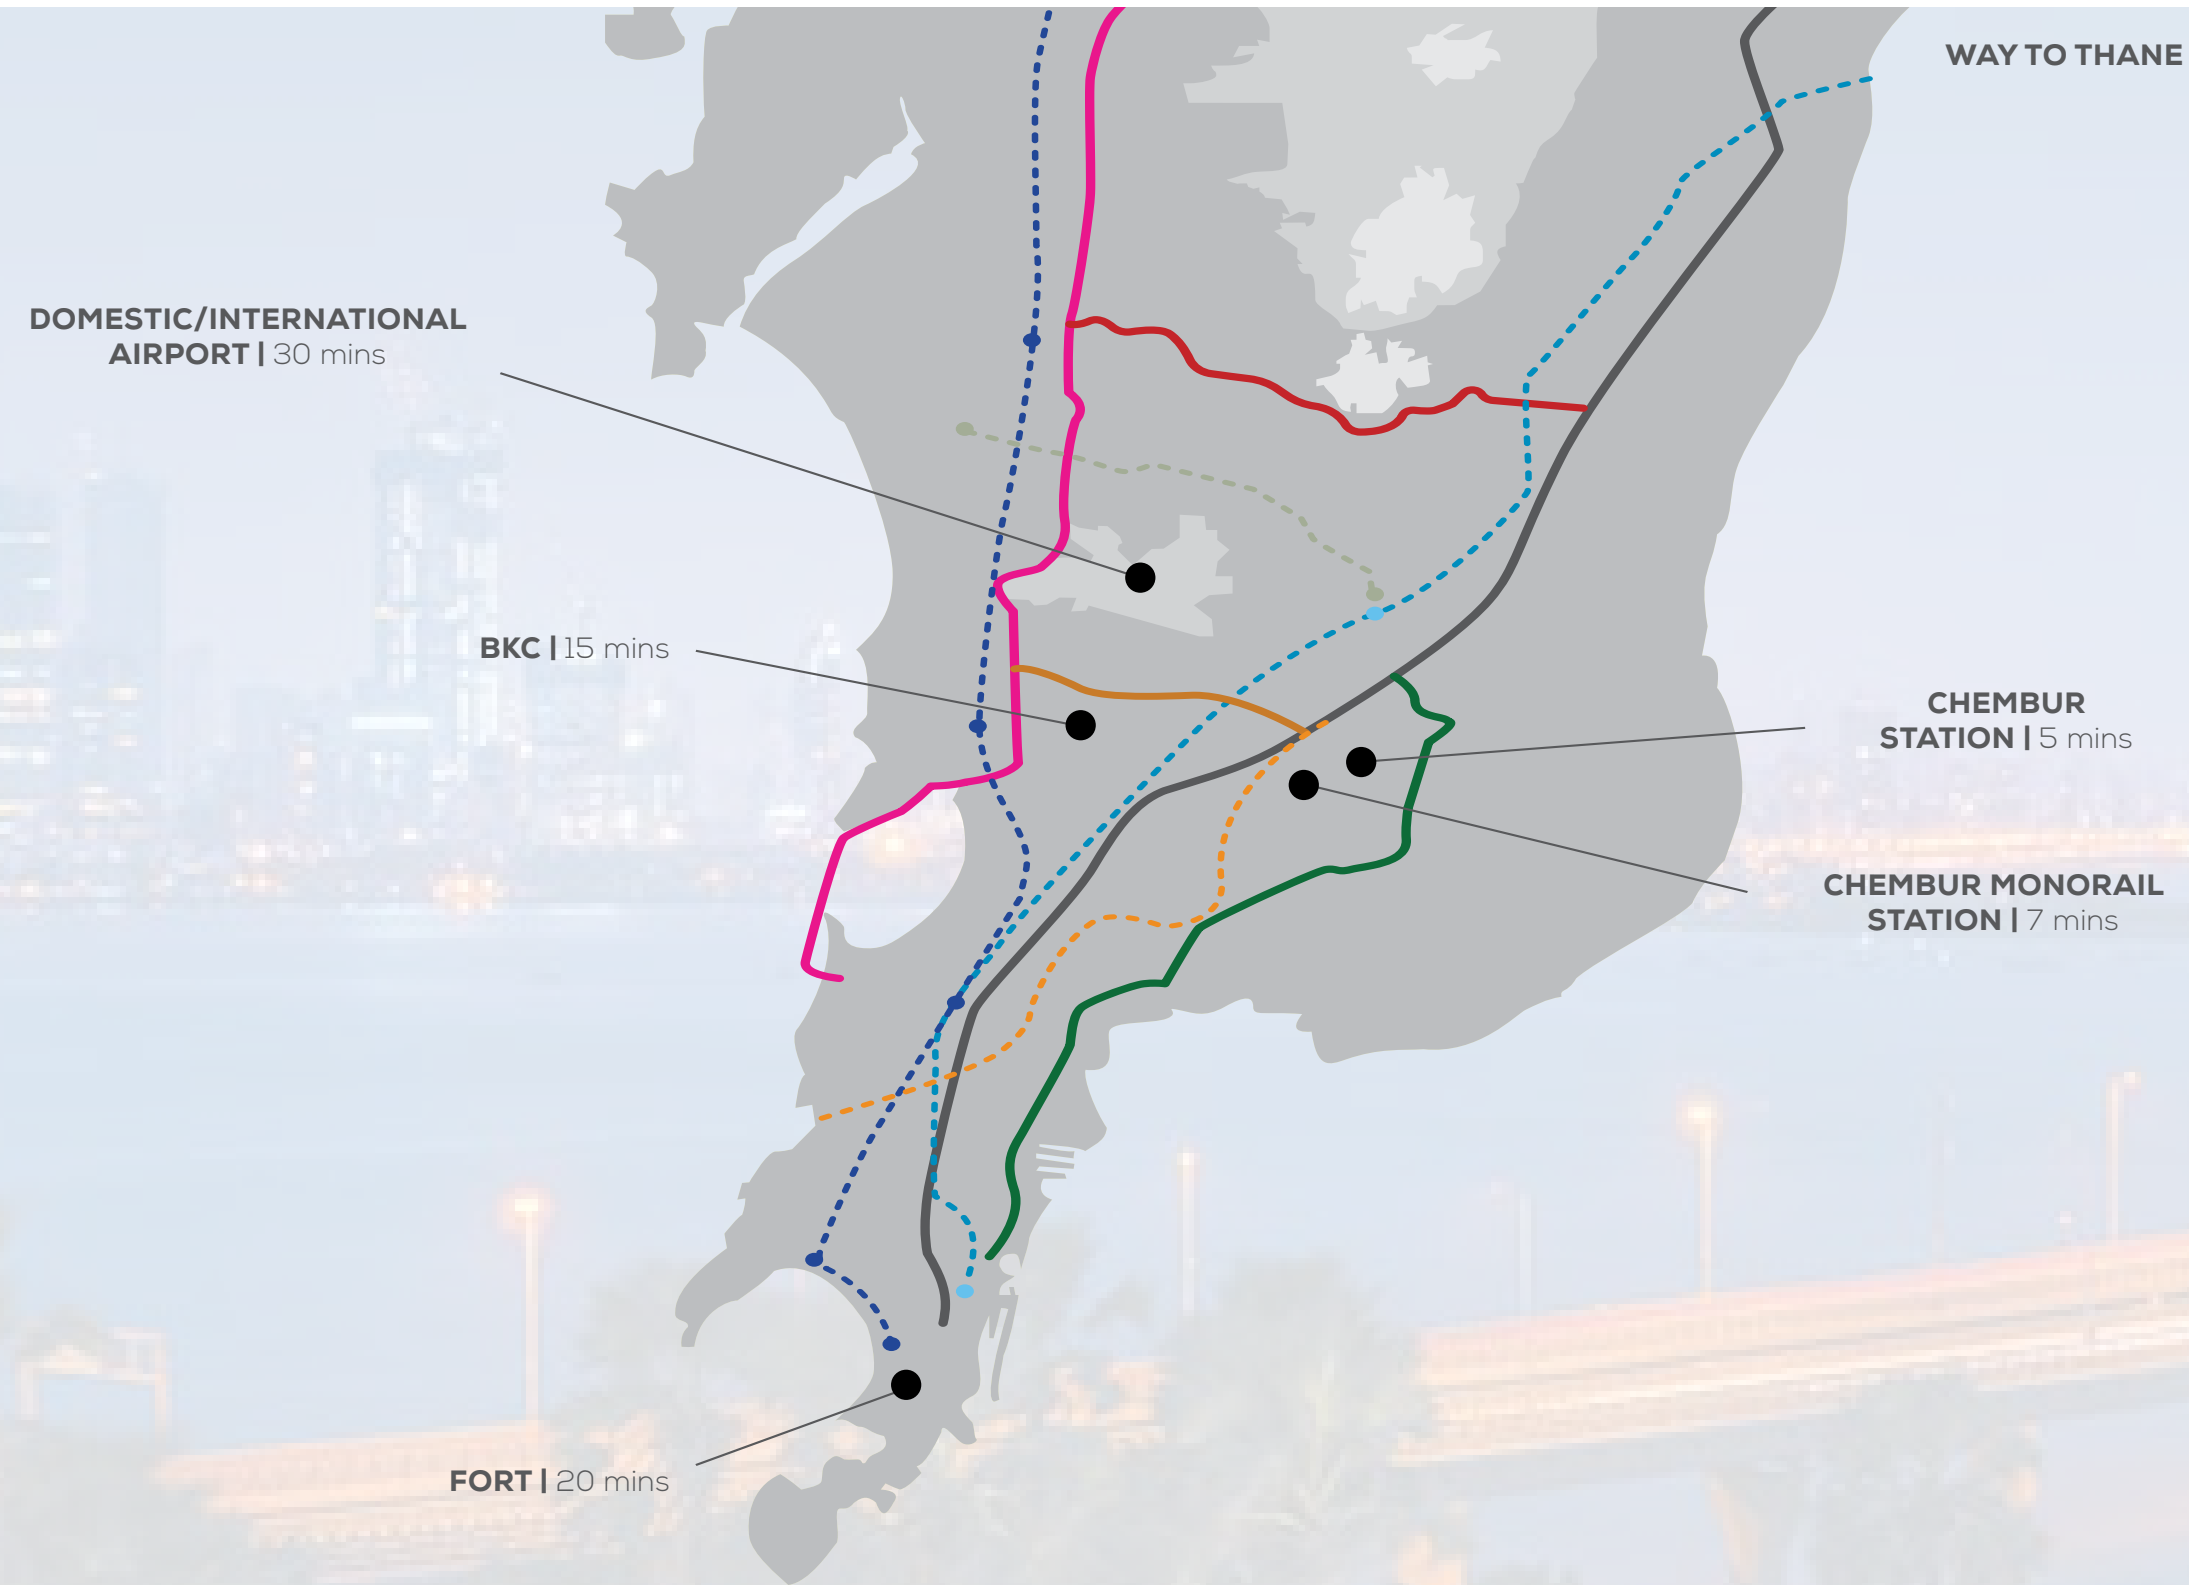 WAY TO THANE
DOMESTIC/INTERNATIONAL
AIRPORT | 30 mins
BKC | 15 mins
CHEMBUR
STATION | 5 mins
CHEMBUR MONORAIL
STATION | 7 mins
FORT | 20 mins